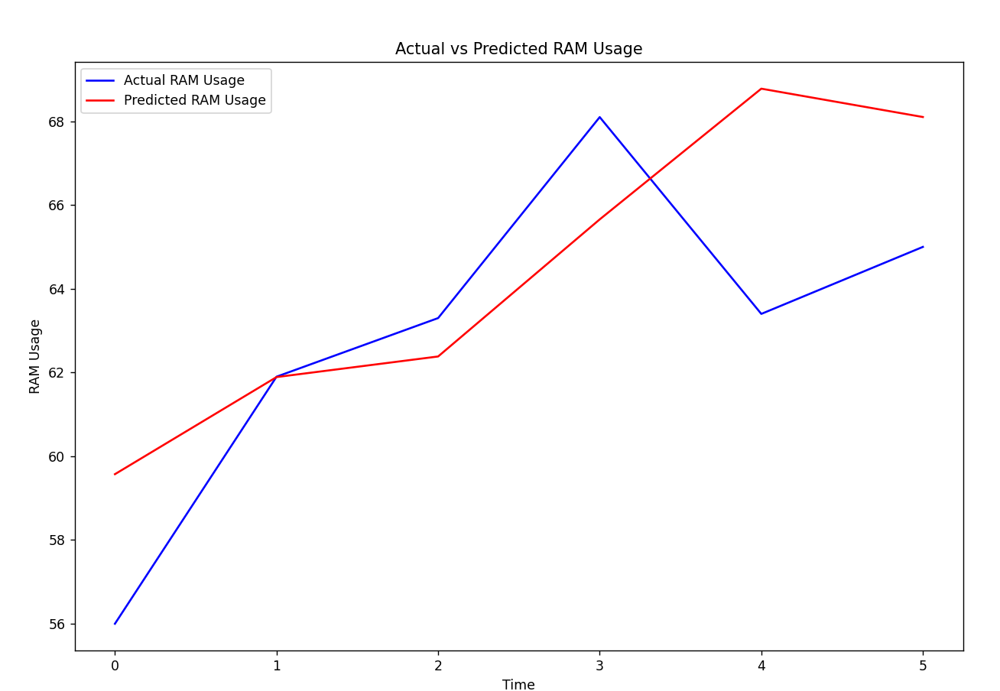 Actual vs Predicted RAM Usage
Actual RAM Usage
Predicted RAM Usage
68
66
64
62
60
58
56
RAM Usage
0 1 2 3 4 5
Time